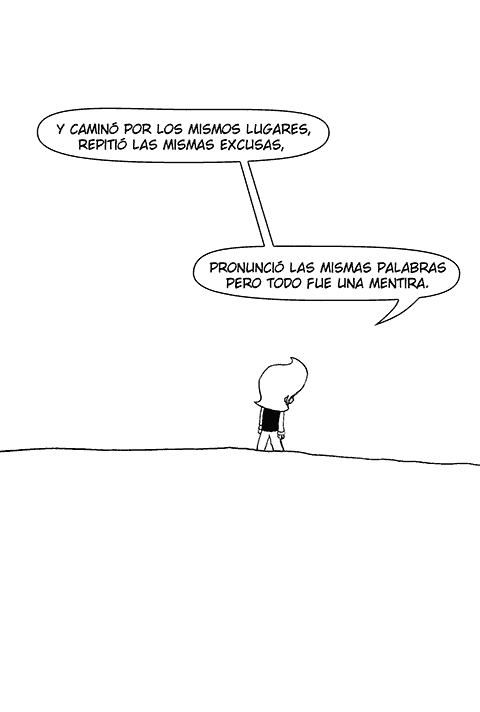 Y CAMINÓ POR LOS MISMOS LUGARES,
REPITIÓ LAS MISMAS EXCUSAS,
PRONUNCIÓ LAS MISMAS PALABRAS
PERO TODO FUE UNA MENTIRA.